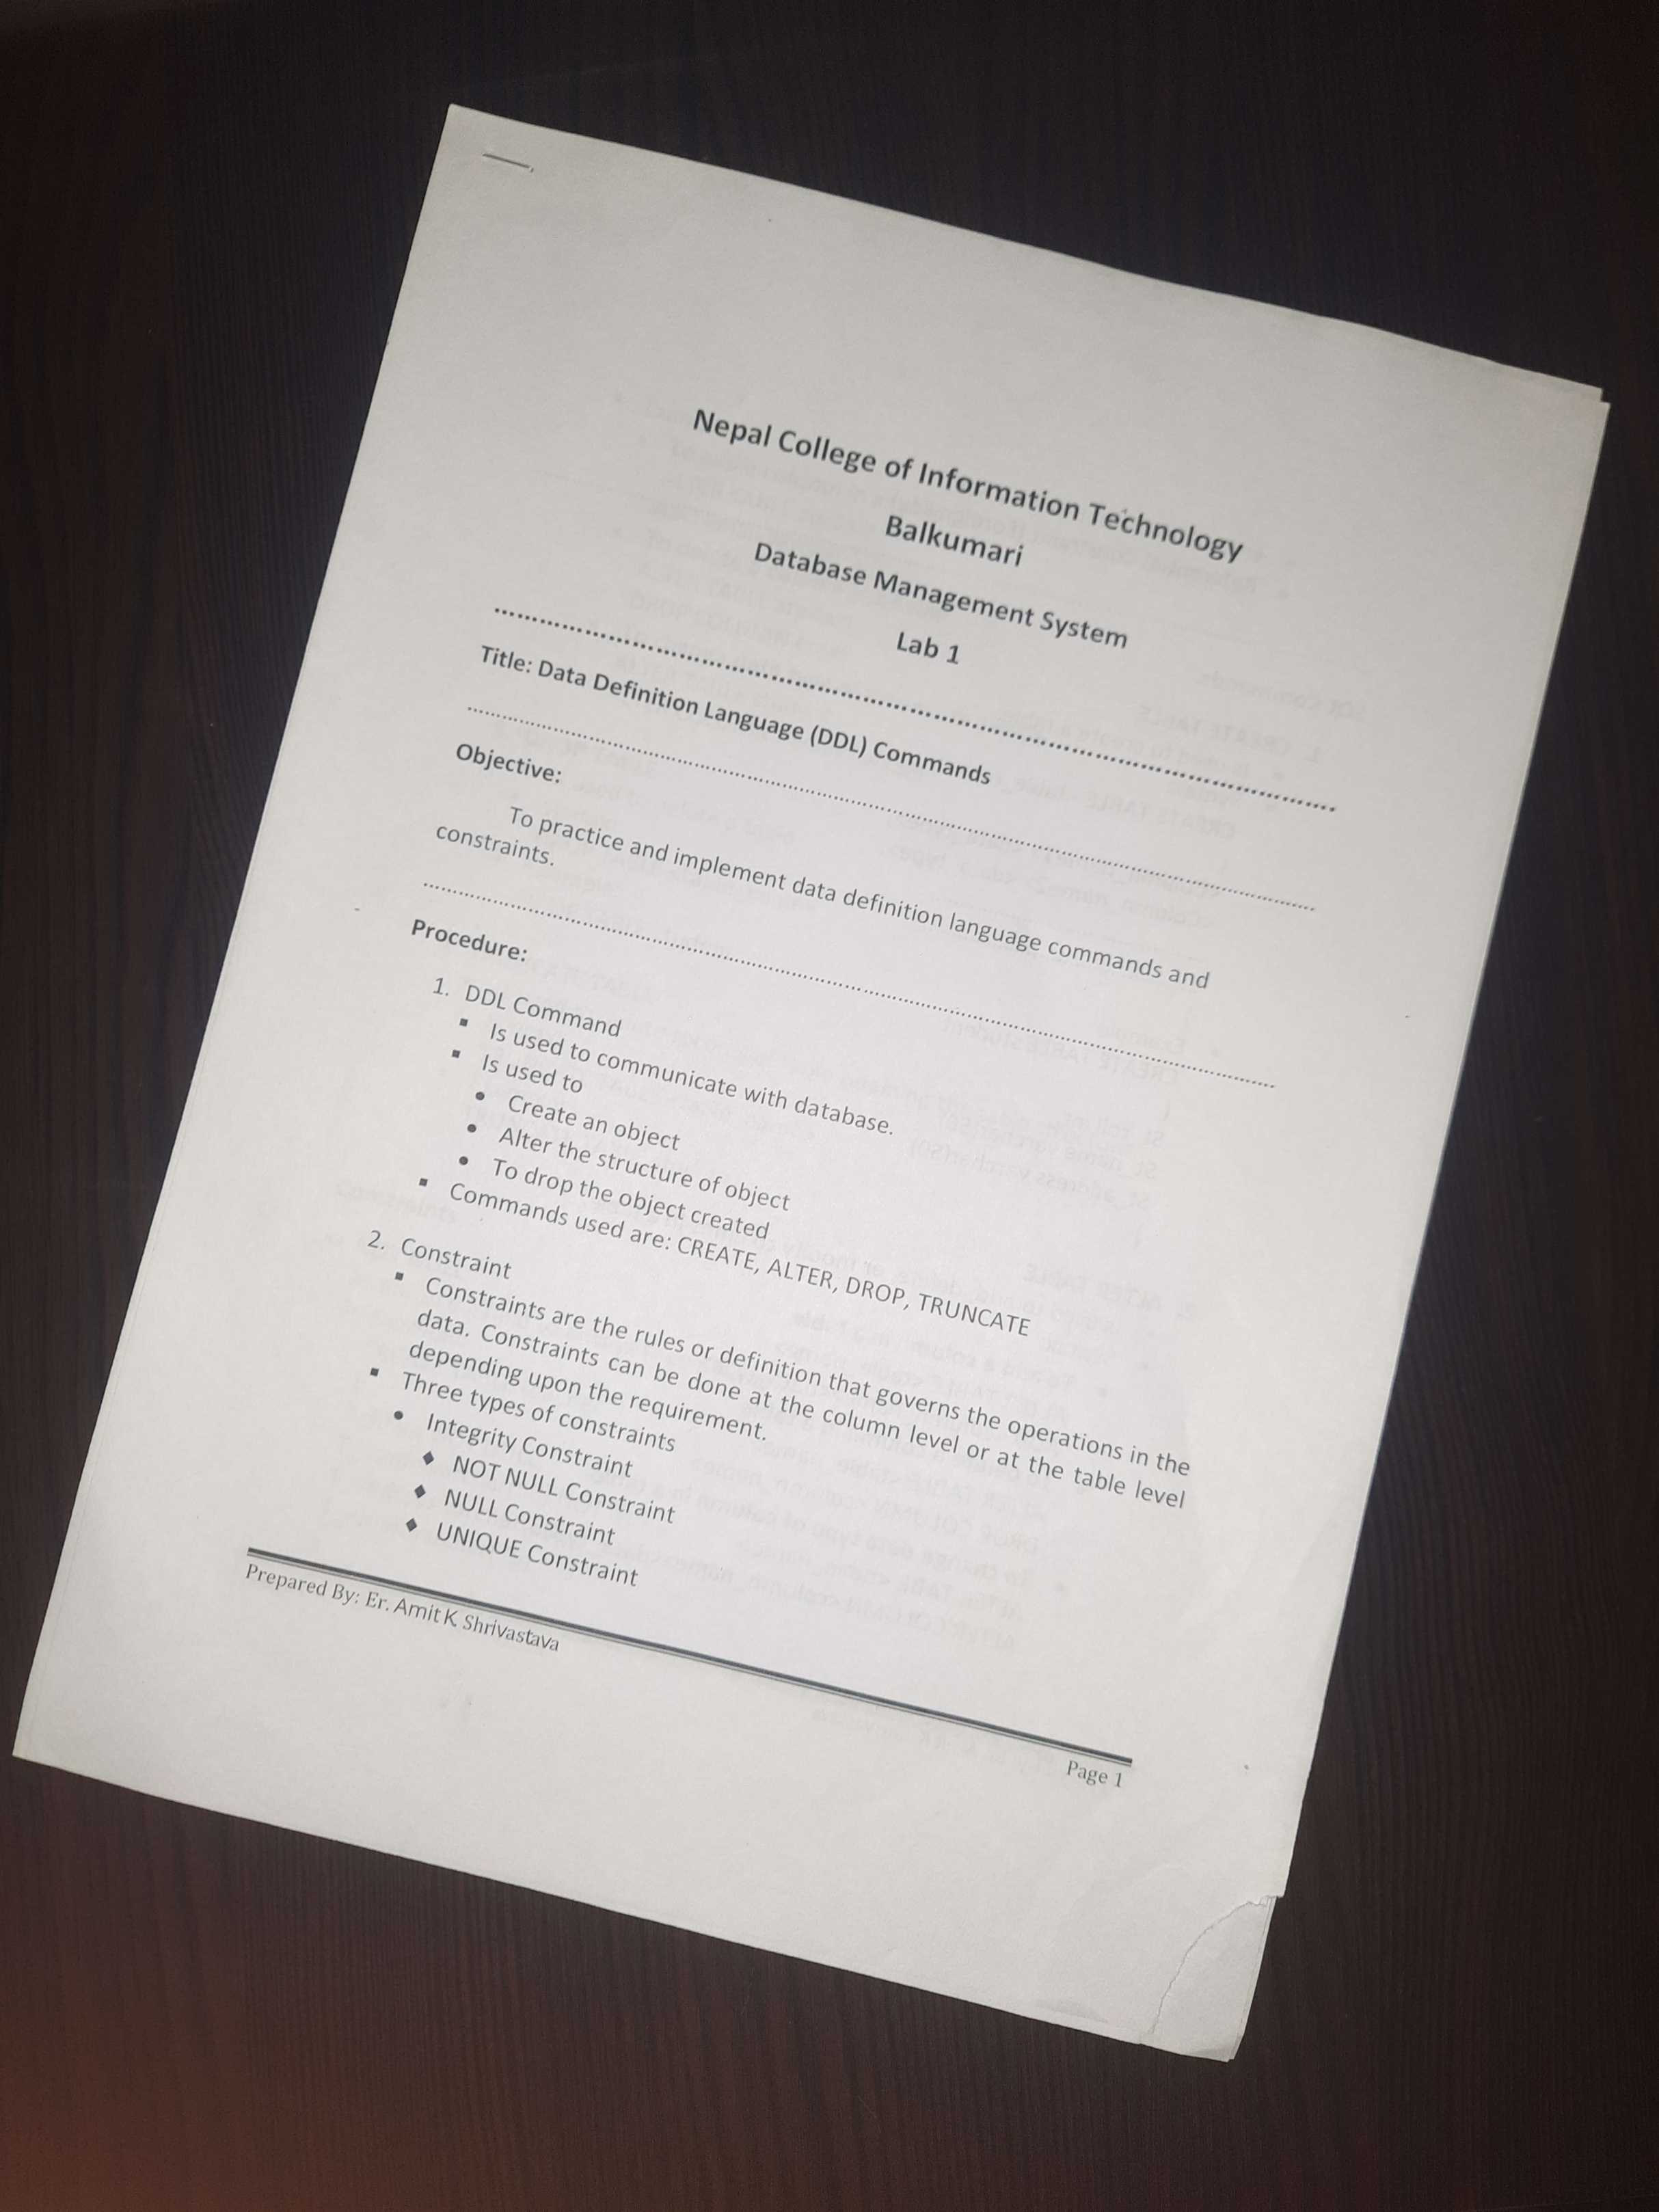 Nepal College of Information Technology
Balkumari
Database Management System
Lab 1
Title: Data Definition Language (DDL) Commands
Objective:
To practice and implement data definition language commands and
constraints.
Procedure:
1. DDL Command
▪ Is used to communicate with database.
▪ Is used to
• Create an object
• Alter the structure of object
• To drop the object created
▪ Commands used are: CREATE, ALTER, DROP, TRUNCATE
2. Constraint
▪ Constraints are the rules or definition that governs the operations in the
data. Constraints can be done at the column level or at the table level
depending upon the requirement.
▪ Three types of constraints
• Integrity Constraint
♦ NOT NULL Constraint
♦ NULL Constraint
♦ UNIQUE Constraint
Prepared By: Er. Amit K Shrivastava
Page 1